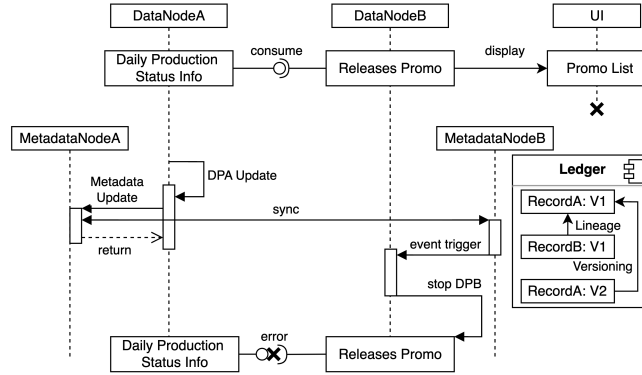 DataNodeA
DataNodeB
UI
Daily Production
Status Info
consume
Releases Promo
display
Promo List
MetadataNodeA
MetadataNodeB
DPA Update
Metadata
Update
sync
return
event trigger
stop DPB
Ledger
RecordA: V1
Lineage
RecordB: V1
Versioning
RecordA: V2
Daily Production
Status Info
error
Releases Promo